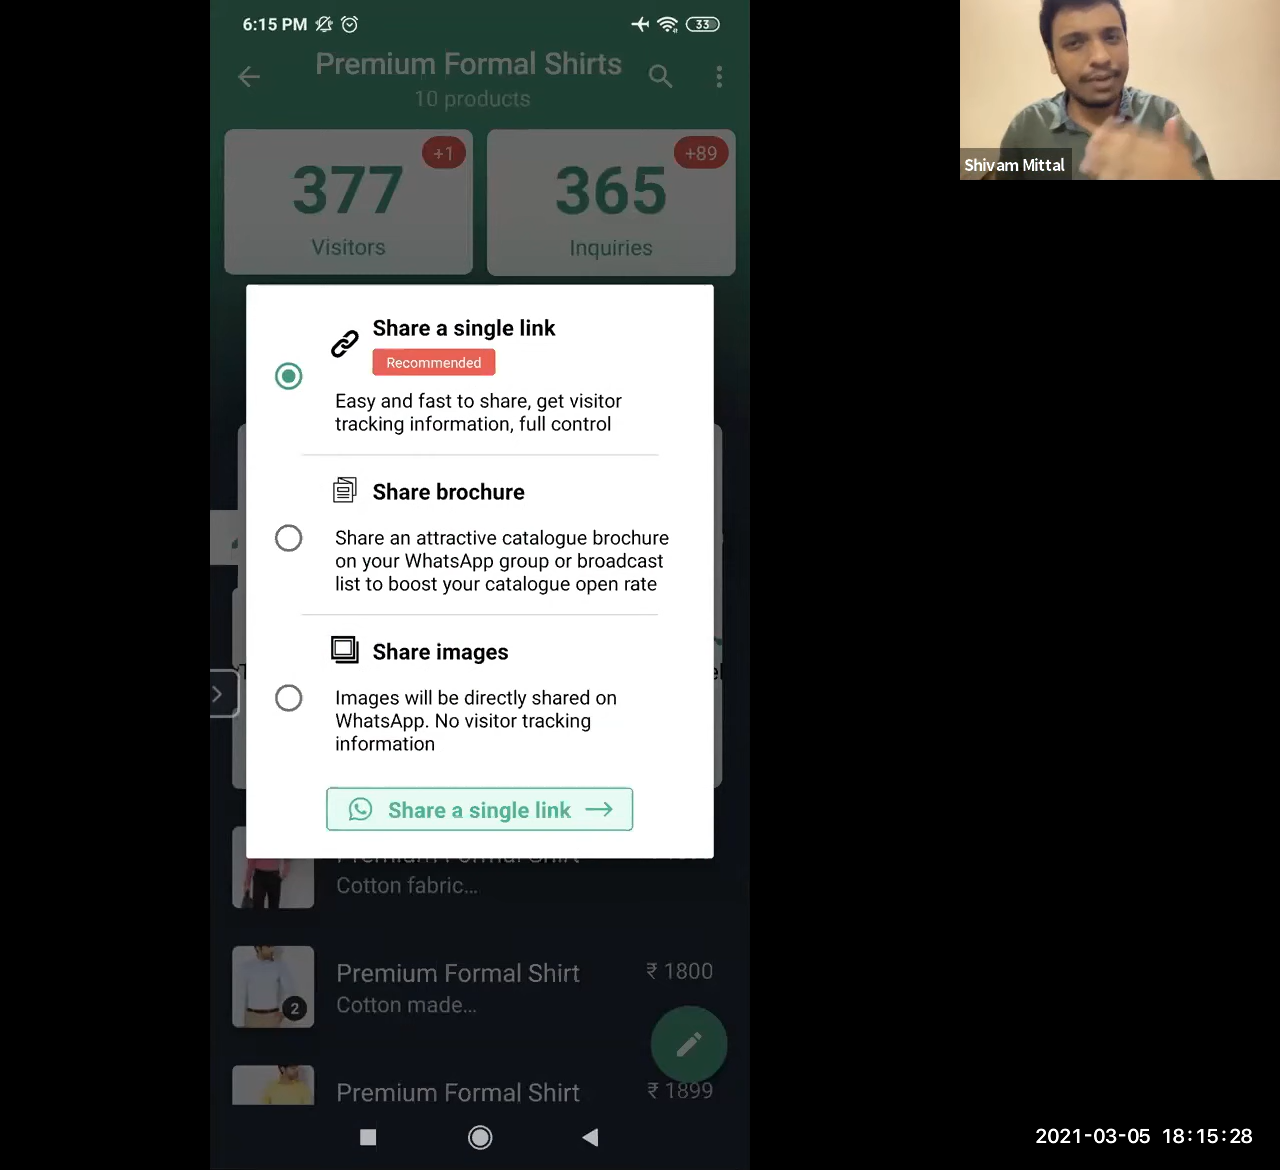 6:15 PM
33
Premium Formal Shirts
10 products
+1
377
Visitors
+89
365
Inquiries
Shivam Mittal
Share a single link
Recommended
Easy and fast to share, get visitor
tracking information, full control
Share brochure
Share an attractive catalogue brochure
on your WhatsApp group or broadcast
list to boost your catalogue open rate
Share images
Images will be directly shared on
WhatsApp. No visitor tracking
information
Share a single link
Premium Formal Shirt
Cotton fabric...
Premium Formal Shirt
₹ 1800
Cotton made...
2
Premium Formal Shirt
₹ 1899
2021-03-05 18:15:28